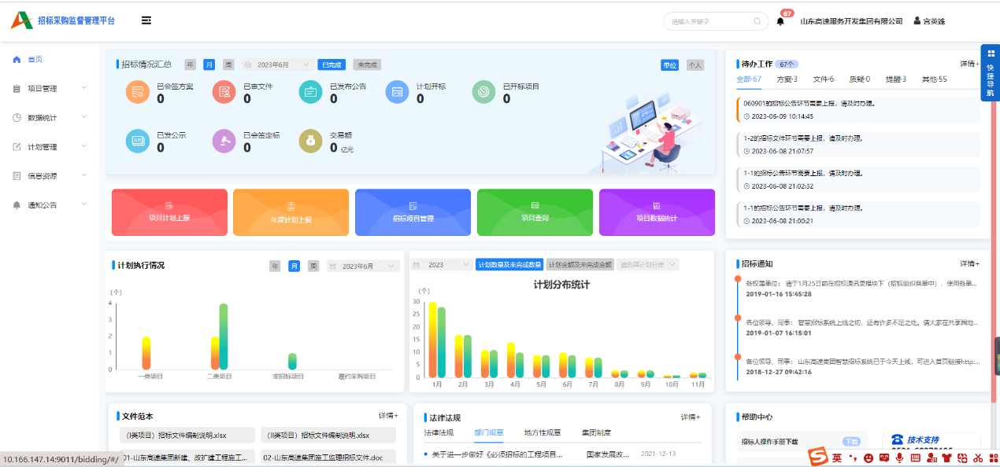 招标采购监督管理平台
请输入关键字
67
山东高速服务开发集团有限公司
首页
项目管理
数据统计
计划管理
信息资源
通知公告
招标情况汇总
年
月
周
2023年6月
已完成
未完成
单位
个人
已会签方案
0
已审文件
0
已发布公告
0
计划开标
0
已开标项目
0
已发公示
0
已会签定标
0
交易额
0 亿元
项目计划上报
年度计划上报
招标项目管理
项目查询
项目数据统计
待办工作
67个
详情+
全部·67
方案·3
文件·6
质疑·0
提醒·3
其他·55
060901的招标公告环节需要上报，请及时办理。
2023-06-09 10:14:45
1-2的招标文件环节需要上报，请及时办理。
2023-06-08 21:07:57
1-1的招标公告环节需要上报，请及时办理。
2023-06-08 21:02:32
1-1的招标公告环节需要上报，请及时办理。
2023-06-08 21:00:21
快捷导航
计划执行情况
年
月
周
2023年6月
(个)
4
3
2
1
0
一类项目
二类项目
非招标项目
履约采购项目
2023
计划数量及未完成数量
计划金额及未完成金额
请选择计划分类
计划分布统计
(个)
30
25
20
15
10
5
0
1月
2月
3月
4月
5月
6月
7月
8月
9月
10月
11月
招标通知
详情+
各权属单位： 请于1月25日前在招标通讯录模块下（招标组织菜单中），使用各单...
2019-01-16 15:45:28
各位领导、同事： 智慧招标系统上线之初，还有许多不足之处。请大家在共享园地...
2019-01-07 16:15:01
各位领导、同事： 山东高速集团智慧招标系统已于今天上线，可进入首页链接http:...
2018-12-27 09:42:16
文件范本
详情+
（I类项目）招标文件编制说明.xlsx
（II类项目）招标文件编制说明.xlsx
01-山东高速集团新建、改扩建工程施工...
02-山东高速集团施工监理招标文件.doc
法律法规
详情+
法律法规
部门规章
地方性规章
集团制度
关于进一步做好《必须招标的工程项目...
国家发展改...
2021-12-13
帮助中心
招标人操作手册下载
下载
技术支持
10.166.147.14:9011/bidding/#/
英